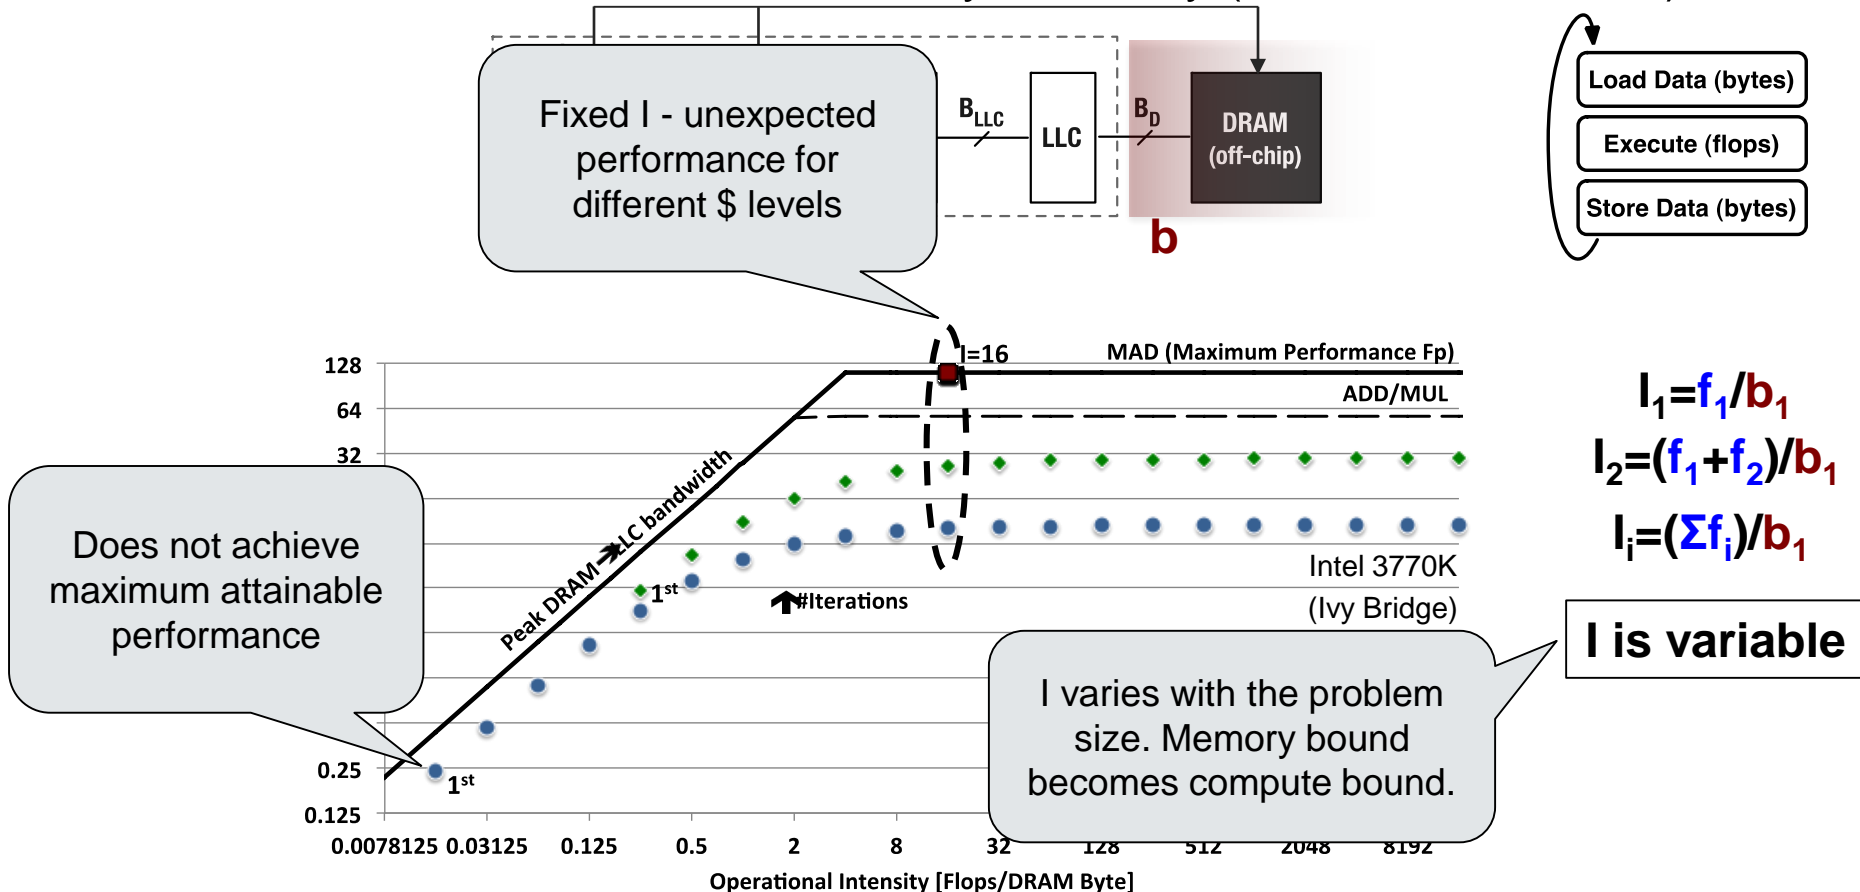 Fixed I - unexpected
performance for
different $ levels
B_LLC
LLC
B_D
DRAM
(off-chip)
b
Load Data (bytes)
Execute (flops)
Store Data (bytes)
128
64
32
0.25
0.125
I=16
MAD (Maximum Performance Fp)
ADD/MUL
Peak DRAM➔LLC bandwidth
1st
#Iterations
1st
Intel 3770K
(Ivy Bridge)
Does not achieve
maximum attainable
performance
I varies with the problem
size. Memory bound
becomes compute bound.
I₁=f₁/b₁
I₂=(f₁+f₂)/b₁
Iᵢ=(Σfᵢ)/b₁
I is variable
0.0078125 0.03125 0.125 0.5 2 8 32 128 512 2048 8192
Operational Intensity [Flops/DRAM Byte]